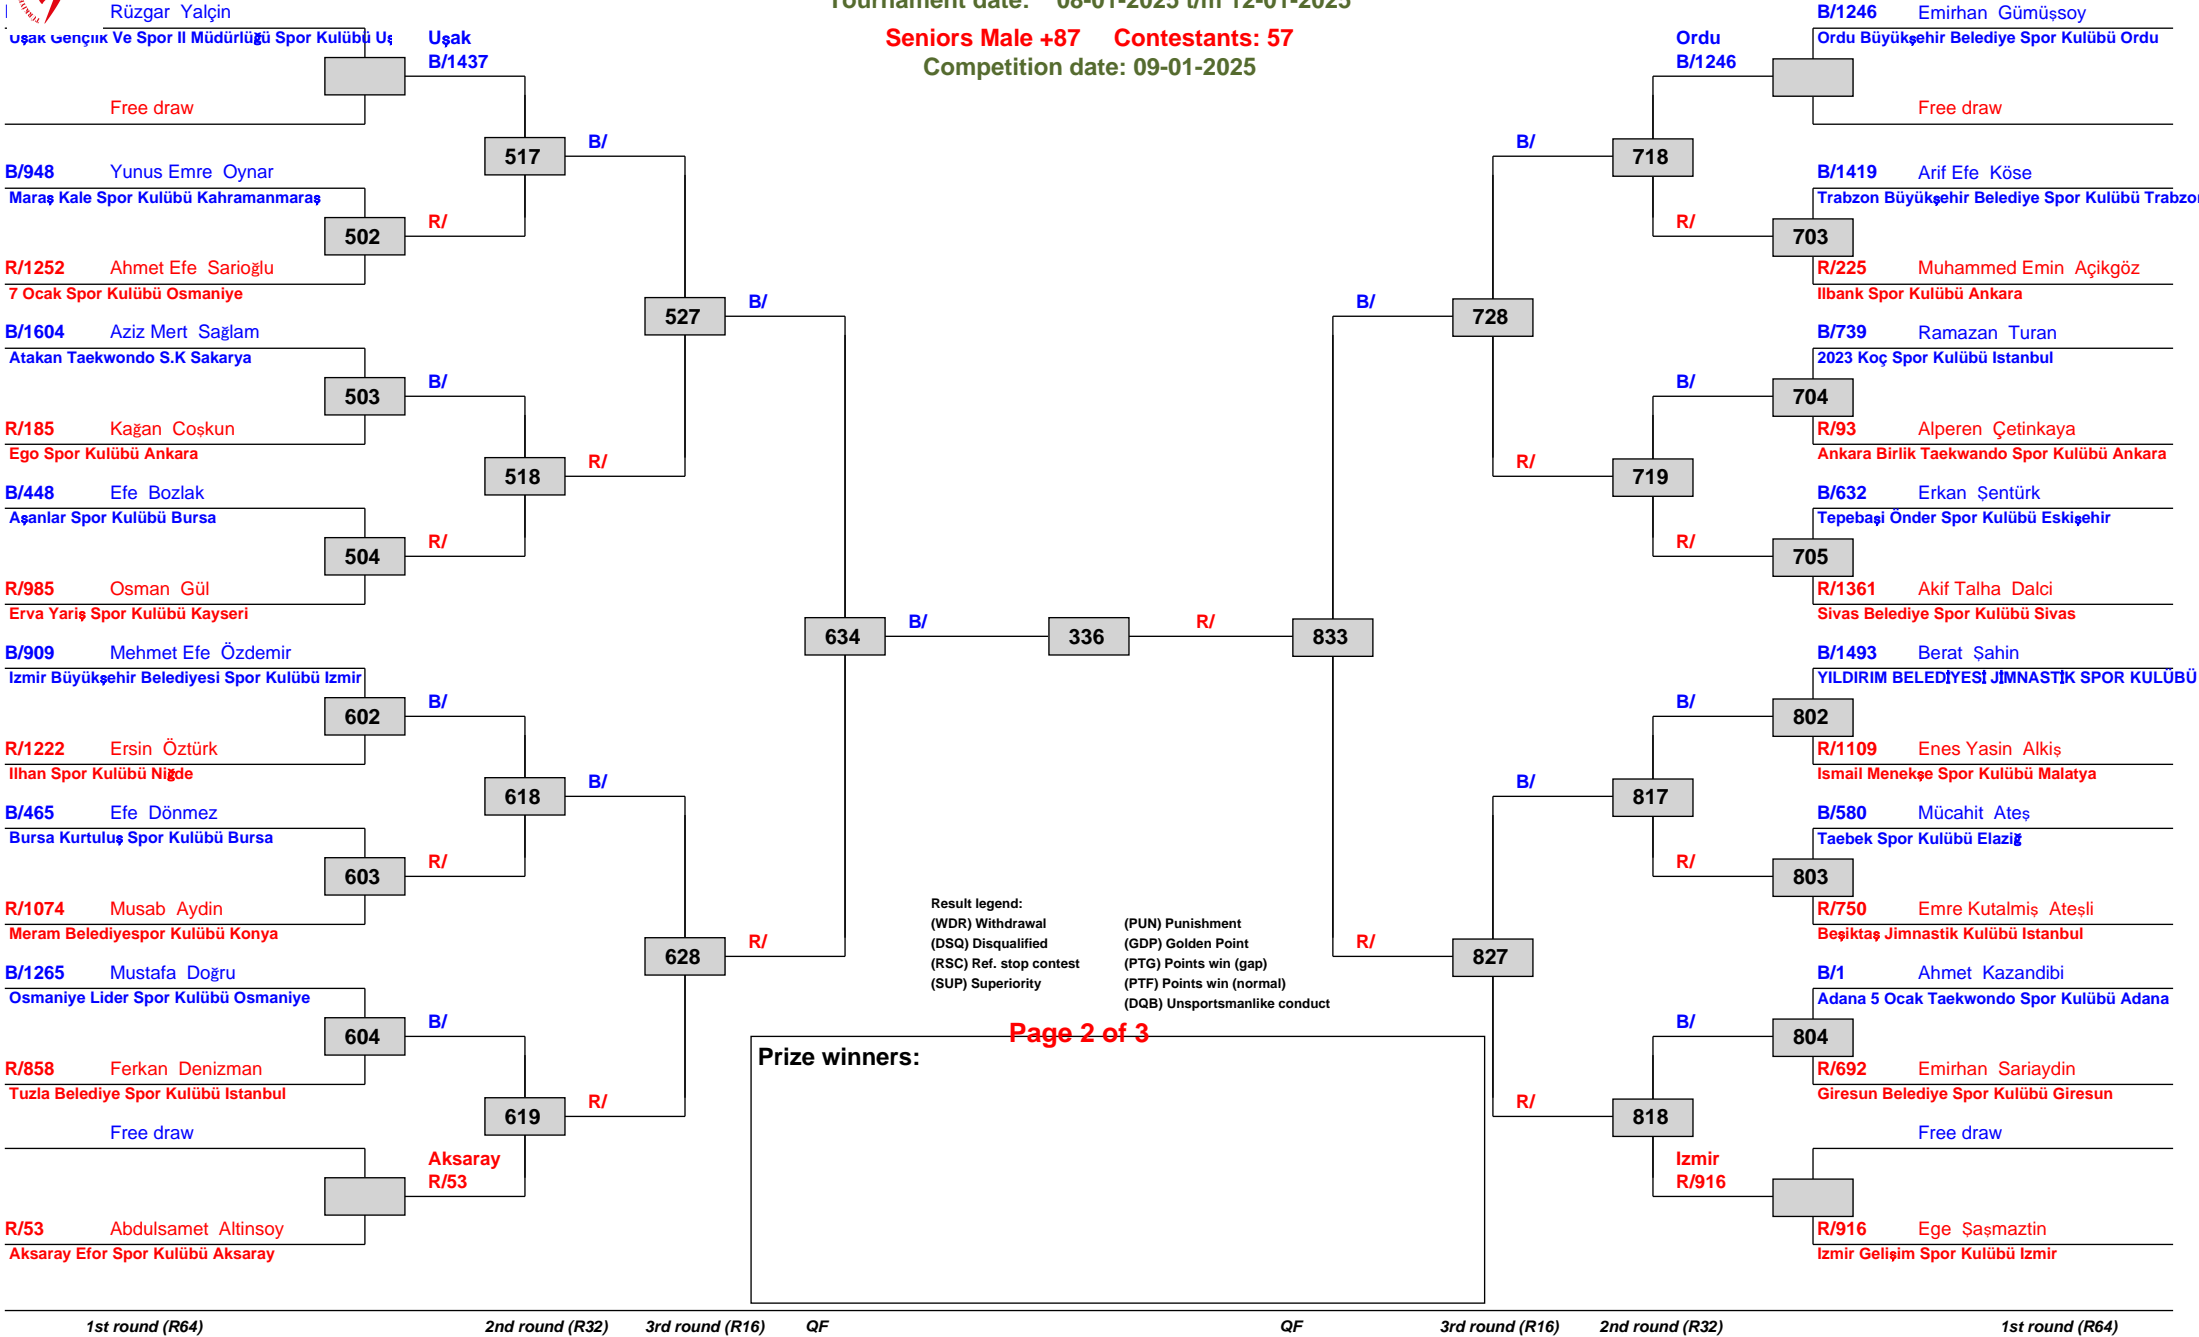 Tournament date: 08-01-2025 t/m 12-01-2025
Seniors Male +87 Contestants: 57
Competition date: 09-01-2025
Rüzgar Yalçin
Uşak Gençlik Ve Spor Il Müdürlüğü Spor Kulübü Uş
Free draw
Uşak
B/1437
B/948 Yunus Emre Oynar
Maraş Kale Spor Kulübü Kahramanmaraş
502
R/
R/1252 Ahmet Efe Sarioğlu
7 Ocak Spor Kulübü Osmaniye
517
B/
B/1604 Aziz Mert Sağlam
Atakan Taekwondo S.K Sakarya
503
B/
R/185 Kağan Coşkun
Ego Spor Kulübü Ankara
518
R/
B/448 Efe Bozlak
Aşanlar Spor Kulübü Bursa
504
R/
R/985 Osman Gül
Erva Yariş Spor Kulübü Kayseri
527
B/
B/909 Mehmet Efe Özdemir
Izmir Büyükşehir Belediyesi Spor Kulübü Izmir
602
B/
R/1222 Ersin Öztürk
Ilhan Spor Kulübü Niğde
618
B/
B/465 Efe Dönmez
Bursa Kurtuluş Spor Kulübü Bursa
603
R/
R/1074 Musab Aydin
Meram Belediyespor Kulübü Konya
628
R/
B/1265 Mustafa Doğru
Osmaniye Lider Spor Kulübü Osmaniye
604
B/
R/858 Ferkan Denizman
Tuzla Belediye Spor Kulübü Istanbul
619
R/
Free draw
Aksaray
R/53
R/53 Abdulsamet Altinsoy
Aksaray Efor Spor Kulübü Aksaray
634
B/
336
R/
833
B/1246 Emirhan Gümüşsoy
Ordu Büyükşehir Belediye Spor Kulübü Ordu
Ordu
B/1246
Free draw
718
B/
B/1419 Arif Efe Köse
Trabzon Büyükşehir Belediye Spor Kulübü Trabzon
R/
703
R/225 Muhammed Emin Açikgöz
Ilbank Spor Kulübü Ankara
B/
728
B/739 Ramazan Turan
2023 Koç Spor Kulübü Istanbul
B/
704
R/93 Alperen Çetinkaya
Ankara Birlik Taekwando Spor Kulübü Ankara
R/
719
B/632 Erkan Şentürk
Tepebaşi Önder Spor Kulübü Eskişehir
R/
705
R/1361 Akif Talha Dalci
Sivas Belediye Spor Kulübü Sivas
B/1493 Berat Şahin
YILDIRIM BELEDİYESİ JİMNASTİK SPOR KULÜBÜ
B/
802
R/1109 Enes Yasin Alkiş
Ismail Menekşe Spor Kulübü Malatya
B/
817
B/580 Mücahit Ateş
Taebek Spor Kulübü Elaziğ
R/
803
R/750 Emre Kutalmiş Ateşli
Beşiktaş Jimnastik Kulübü Istanbul
R/
827
B/1 Ahmet Kazandibi
Adana 5 Ocak Taekwondo Spor Kulübü Adana
B/
804
R/692 Emirhan Sariaydin
Giresun Belediye Spor Kulübü Giresun
R/
818
Free draw
Izmir
R/916
R/916 Ege Şaşmaztin
Izmir Gelişim Spor Kulübü Izmir
Result legend:
(WDR) Withdrawal (PUN) Punishment
(DSQ) Disqualified (GDP) Golden Point
(RSC) Ref. stop contest (PTG) Points win (gap)
(SUP) Superiority (PTF) Points win (normal)
(DQB) Unsportsmanlike conduct
Page 2 of 3
Prize winners:
1st round (R64) 2nd round (R32) 3rd round (R16) QF QF 3rd round (R16) 2nd round (R32) 1st round (R64)